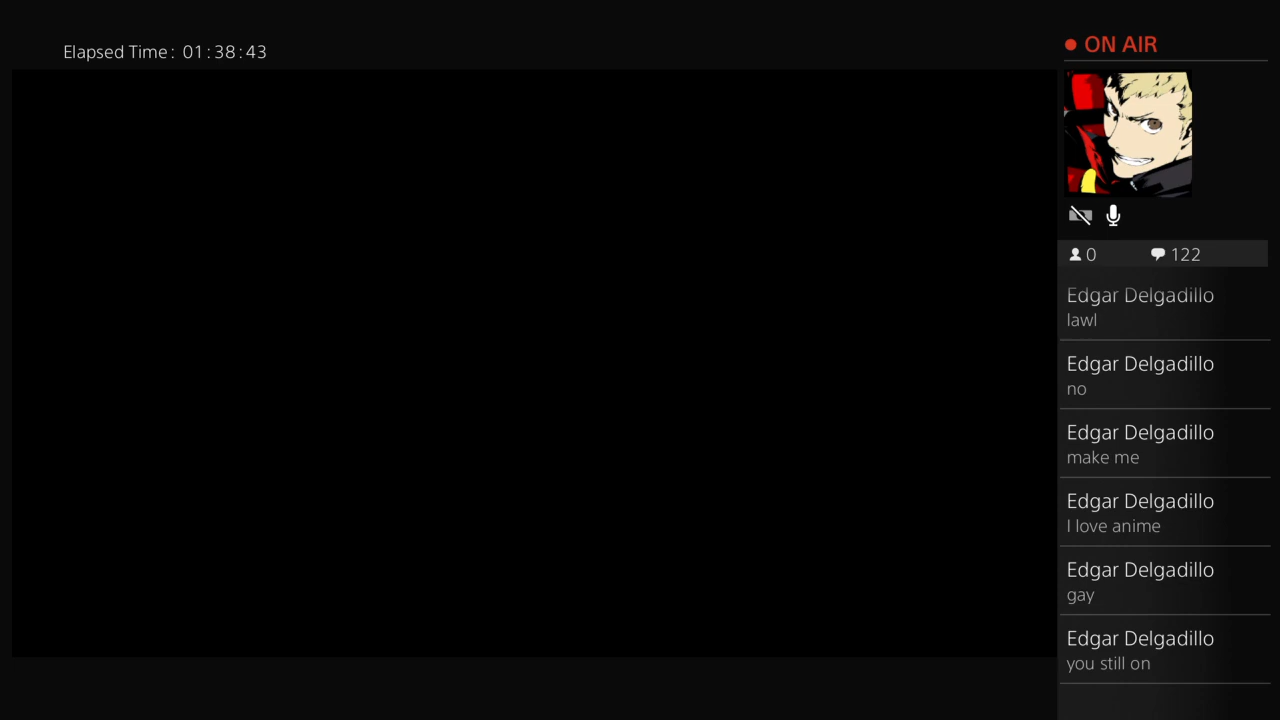 Elapsed Time: 01:38:43
ON AIR
0 122
Edgar Delgadillo
lawl
Edgar Delgadillo
no
Edgar Delgadillo
make me
Edgar Delgadillo
I love anime
Edgar Delgadillo
gay
Edgar Delgadillo
you still on